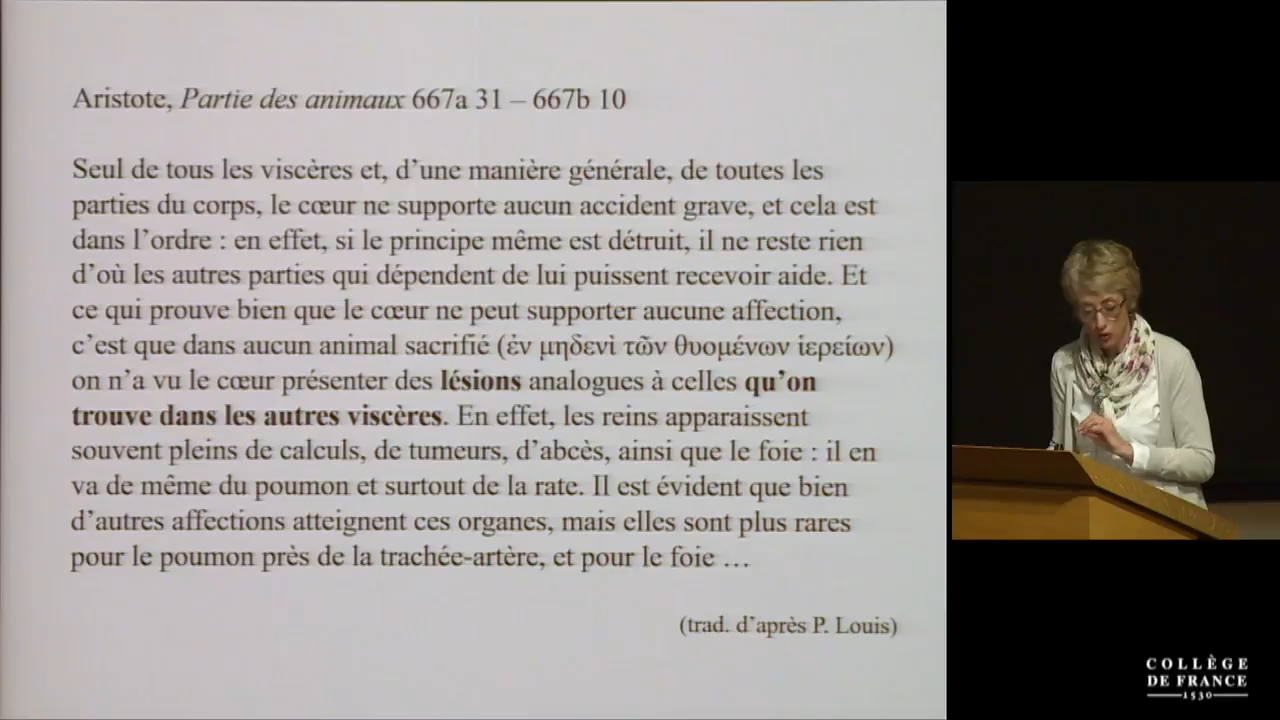 Aristote, Partie des animaux 667a 31 – 667b 10
Seul de tous les viscères et, d’une manière générale, de toutes les
parties du corps, le cœur ne supporte aucun accident grave, et cela est
dans l’ordre : en effet, si le principe même est détruit, il ne reste rien
d’où les autres parties qui dépendent de lui puissent recevoir aide. Et
ce qui prouve bien que le cœur ne peut supporter aucune affection,
c’est que dans aucun animal sacrifié (ἐν μηδενὶ τῶν θυομένων ἱερείων)
on n’a vu le cœur présenter des lésions analogues à celles qu’on
trouve dans les autres viscères. En effet, les reins apparaissent
souvent pleins de calculs, de tumeurs, d’abcès, ainsi que le foie : il en
va de même du poumon et surtout de la rate. Il est évident que bien
d’autres affections atteignent ces organes, mais elles sont plus rares
pour le poumon près de la trachée-artère, et pour le foie …
(trad. d’après P. Louis)
COLLÈGE
DE FRANCE
1530